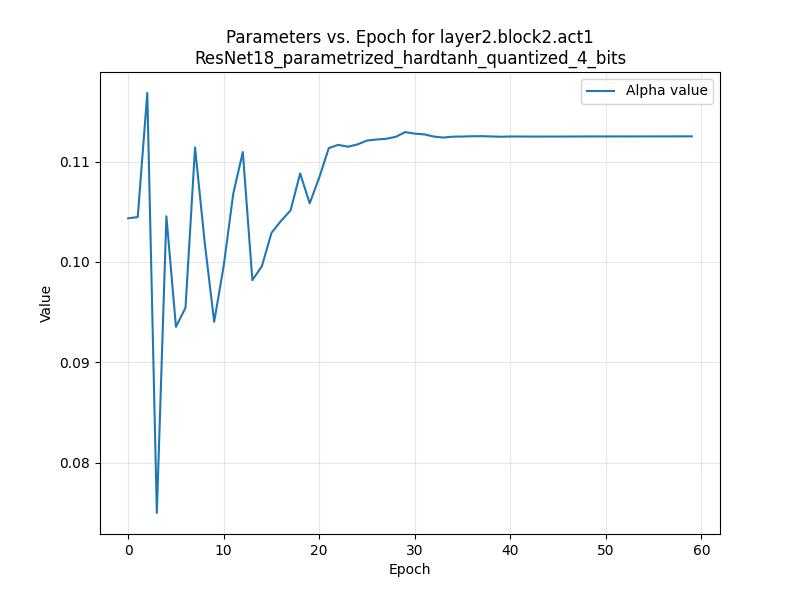 Parameters vs. Epoch for layer2.block2.act1
ResNet18_parametrized_hardtanh_quantized_4_bits
Alpha value
0.11
0.10
0.09
0.08
Value
0 10 20 30 40 50 60
Epoch